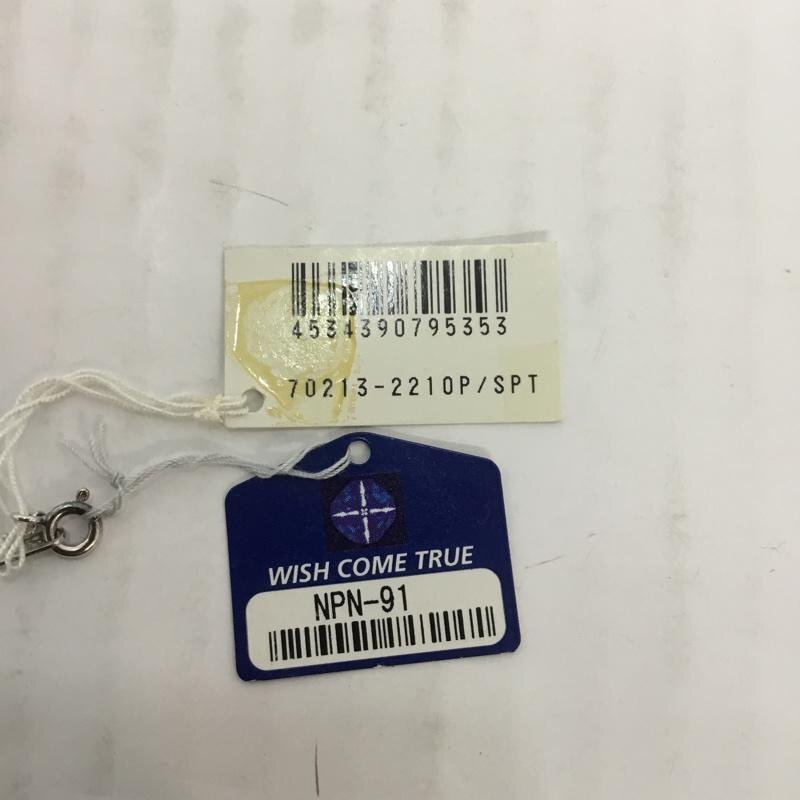 4534390795353
70213-2210P/SPT
WISH COME TRUE
NPN-91